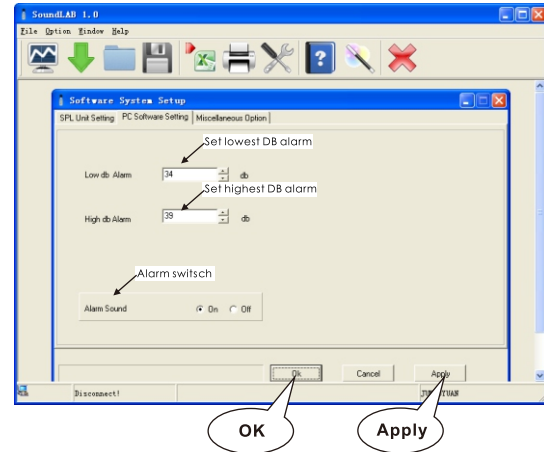 SoundLAB 1.0
File Option Window Help
Software System Setup
SPL Unit Setting PC Software Setting Miscellaneous Option
Set lowest DB alarm
Low db Alarm 34 db
Set highest DB alarm
High db Alarm 39 db
Alarm switsch
Alarm Sound On Off
Ok Cancel Apply
Disconnect!
OK Apply